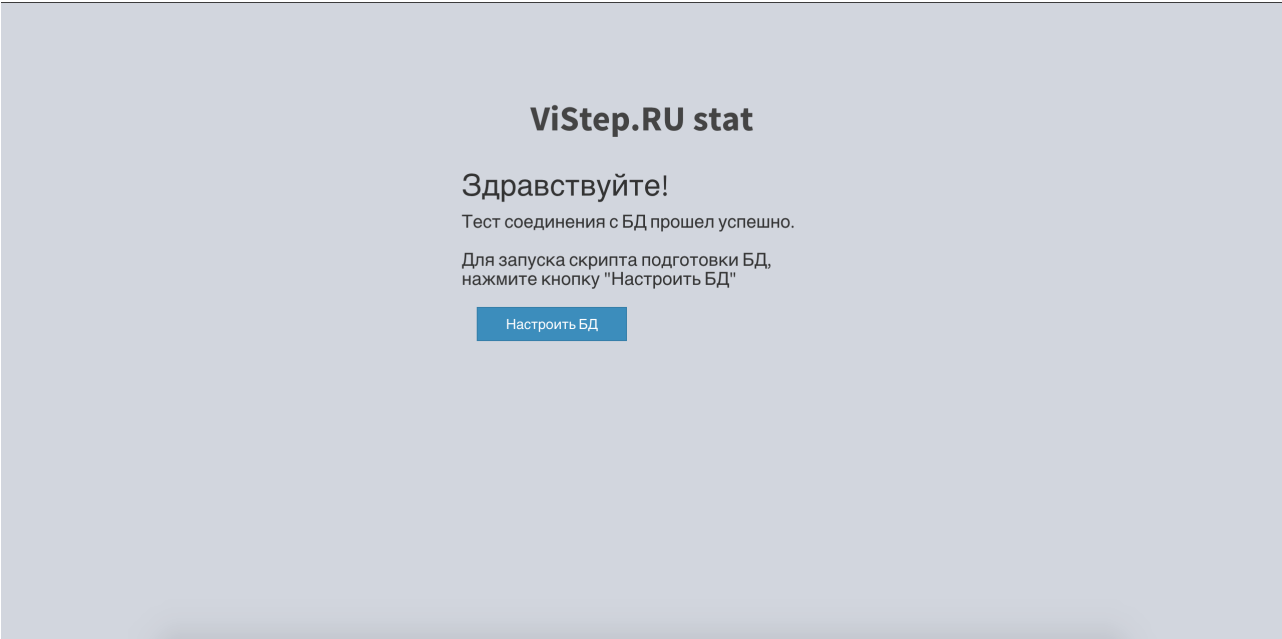 ViStep.RU stat
Здравствуйте!
Тест соединения с БД прошел успешно.
Для запуска скрипта подготовки БД,
нажмите кнопку "Настроить БД"
Настроить БД